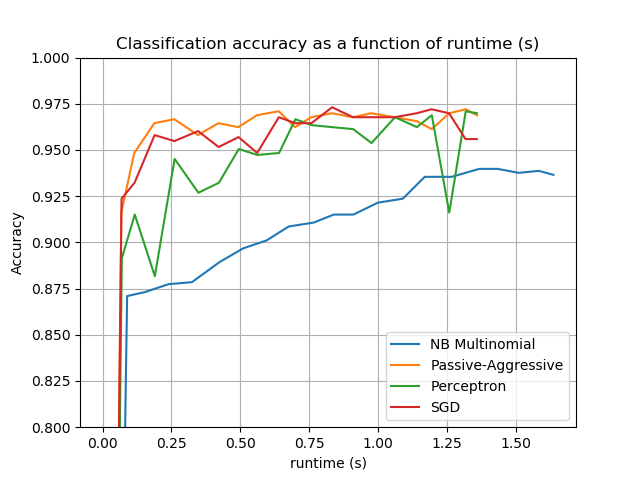 Classification accuracy as a function of runtime (s)
1.000
0.975
0.950
0.925
0.900
0.875
0.850
0.825
0.800
Accuracy
NB Multinomial
Passive-Aggressive
Perceptron
SGD
0.00 0.25 0.50 0.75 1.00 1.25 1.50
runtime (s)